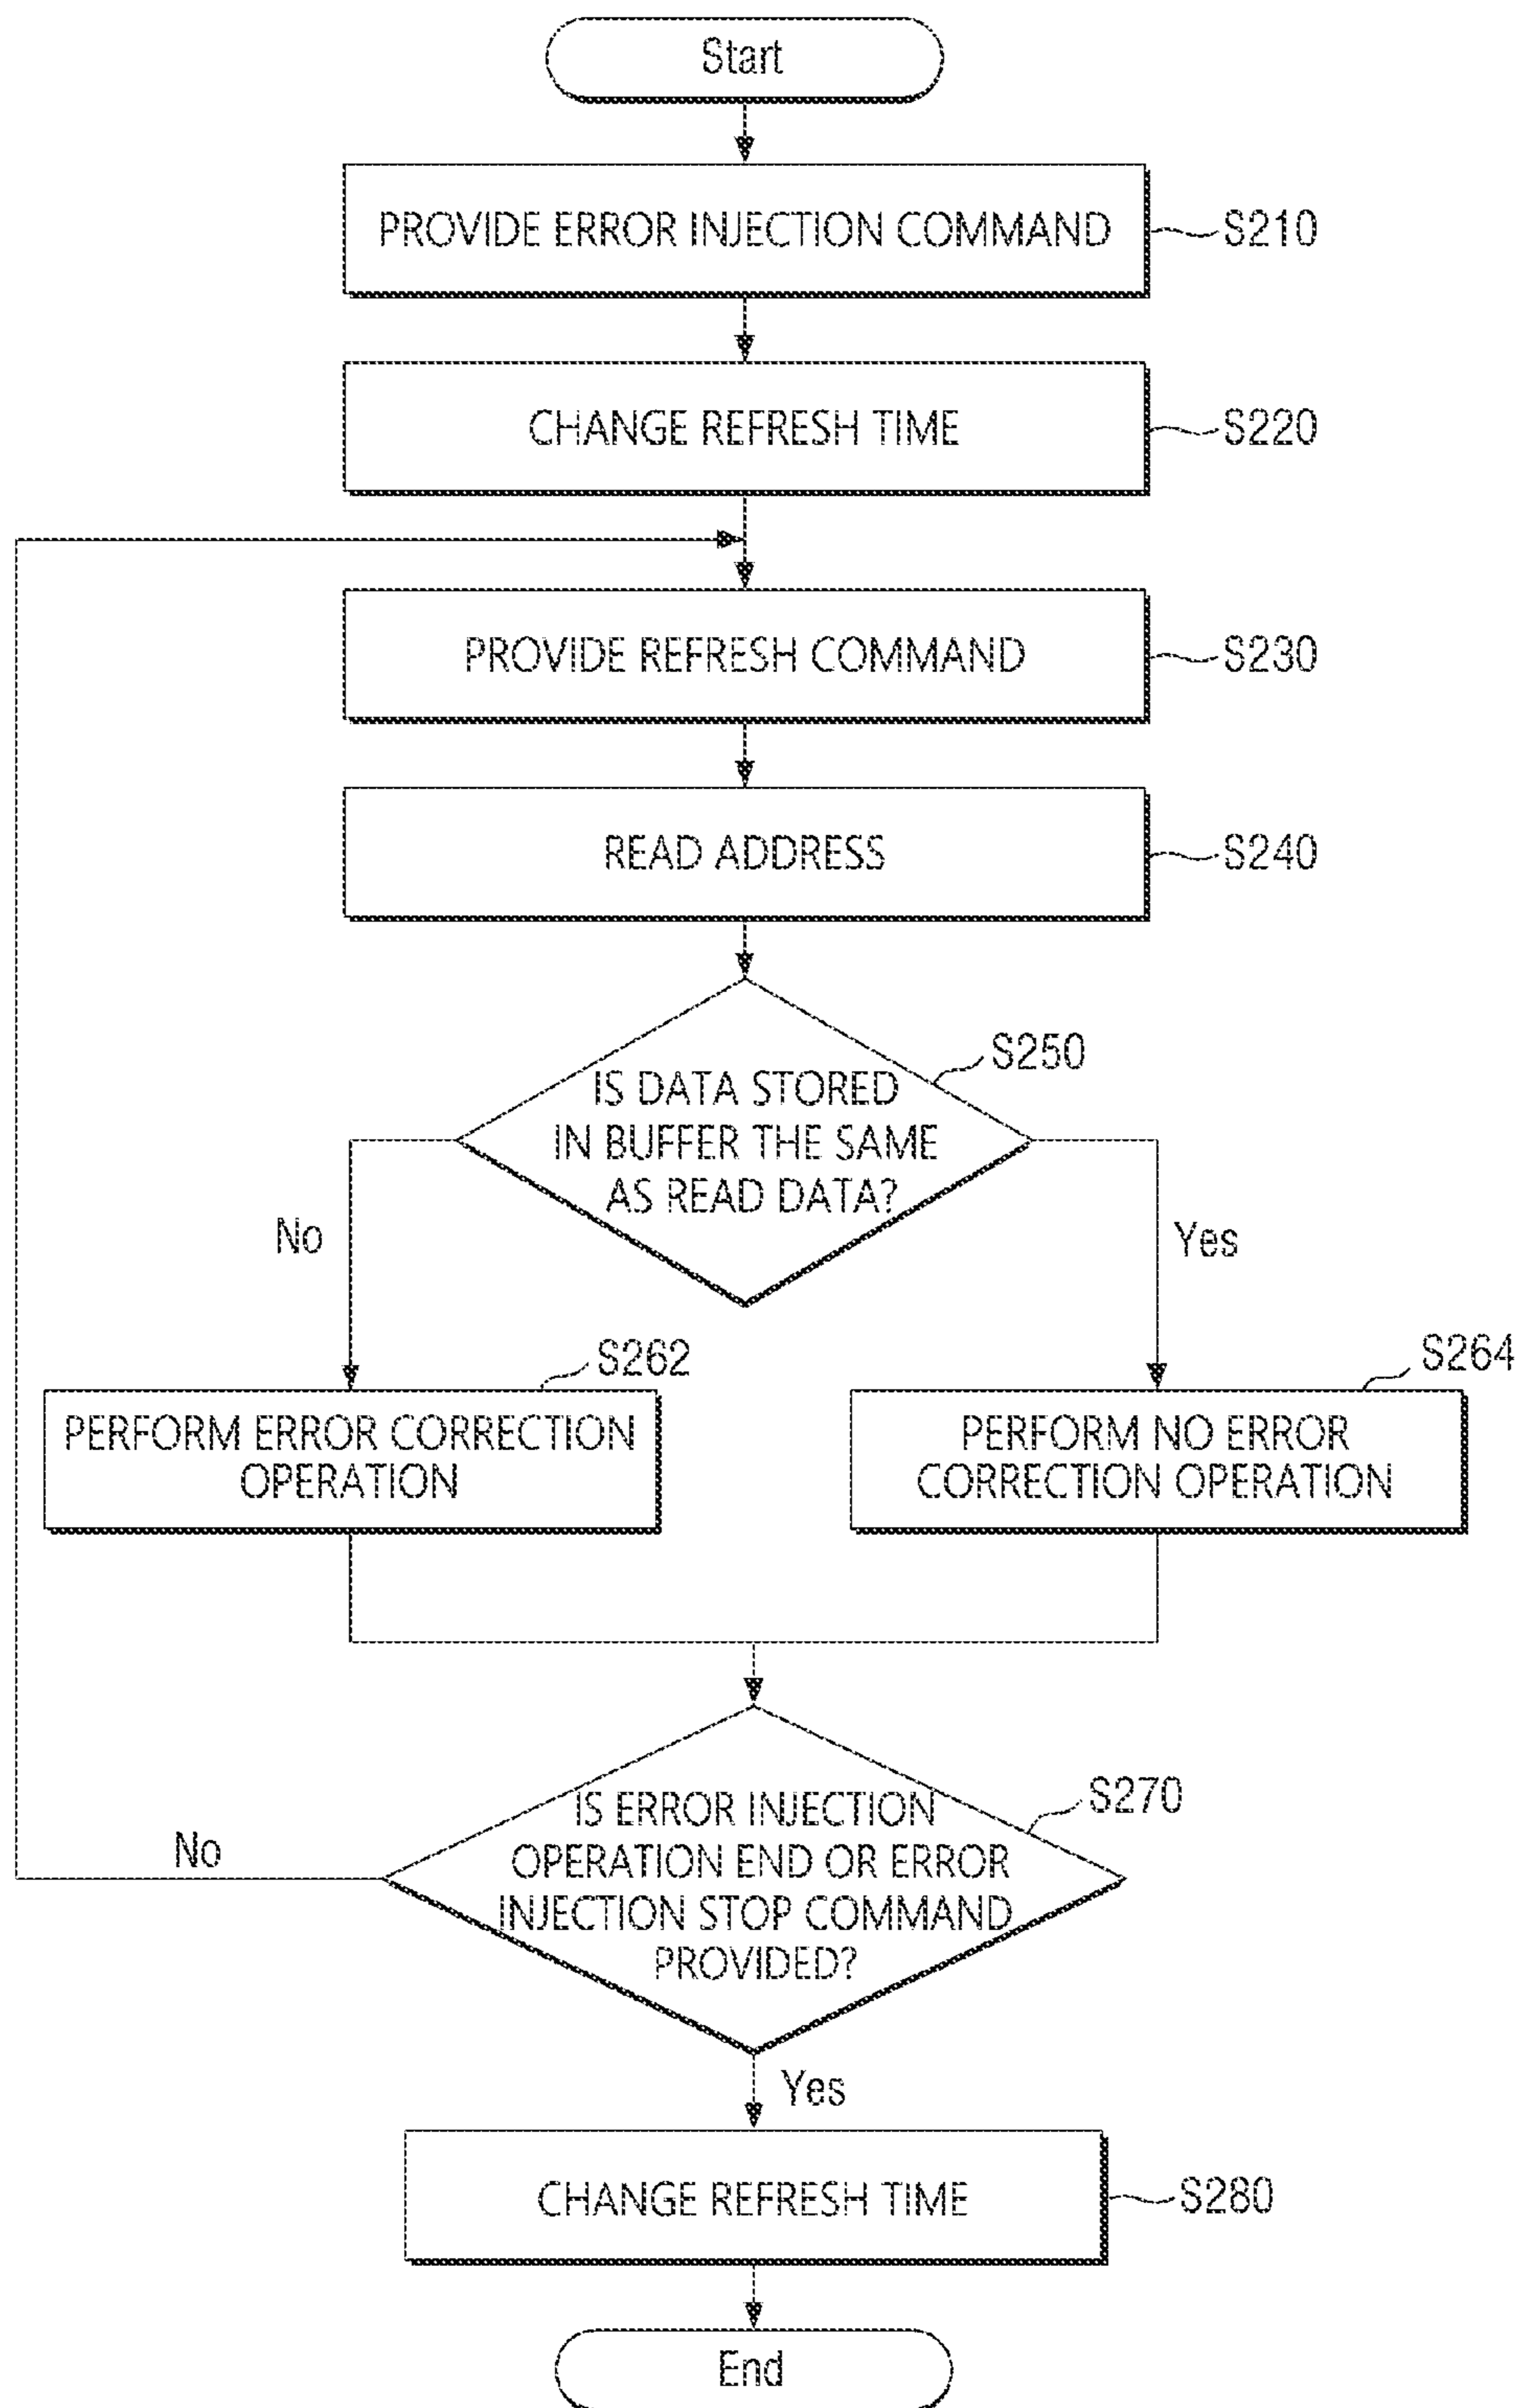 Start
PROVIDE ERROR INJECTION COMMAND
S210
CHANGE REFRESH TIME
S220
PROVIDE REFRESH COMMAND
S230
READ ADDRESS
S240
S250
IS DATA STORED
IN BUFFER THE SAME
AS READ DATA?
No
Yes
S262
S264
PERFORM ERROR CORRECTION
OPERATION
PERFORM NO ERROR
CORRECTION OPERATION
S270
IS ERROR INJECTION
OPERATION END OR ERROR
INJECTION STOP COMMAND
PROVIDED?
No
Yes
CHANGE REFRESH TIME
S280
End